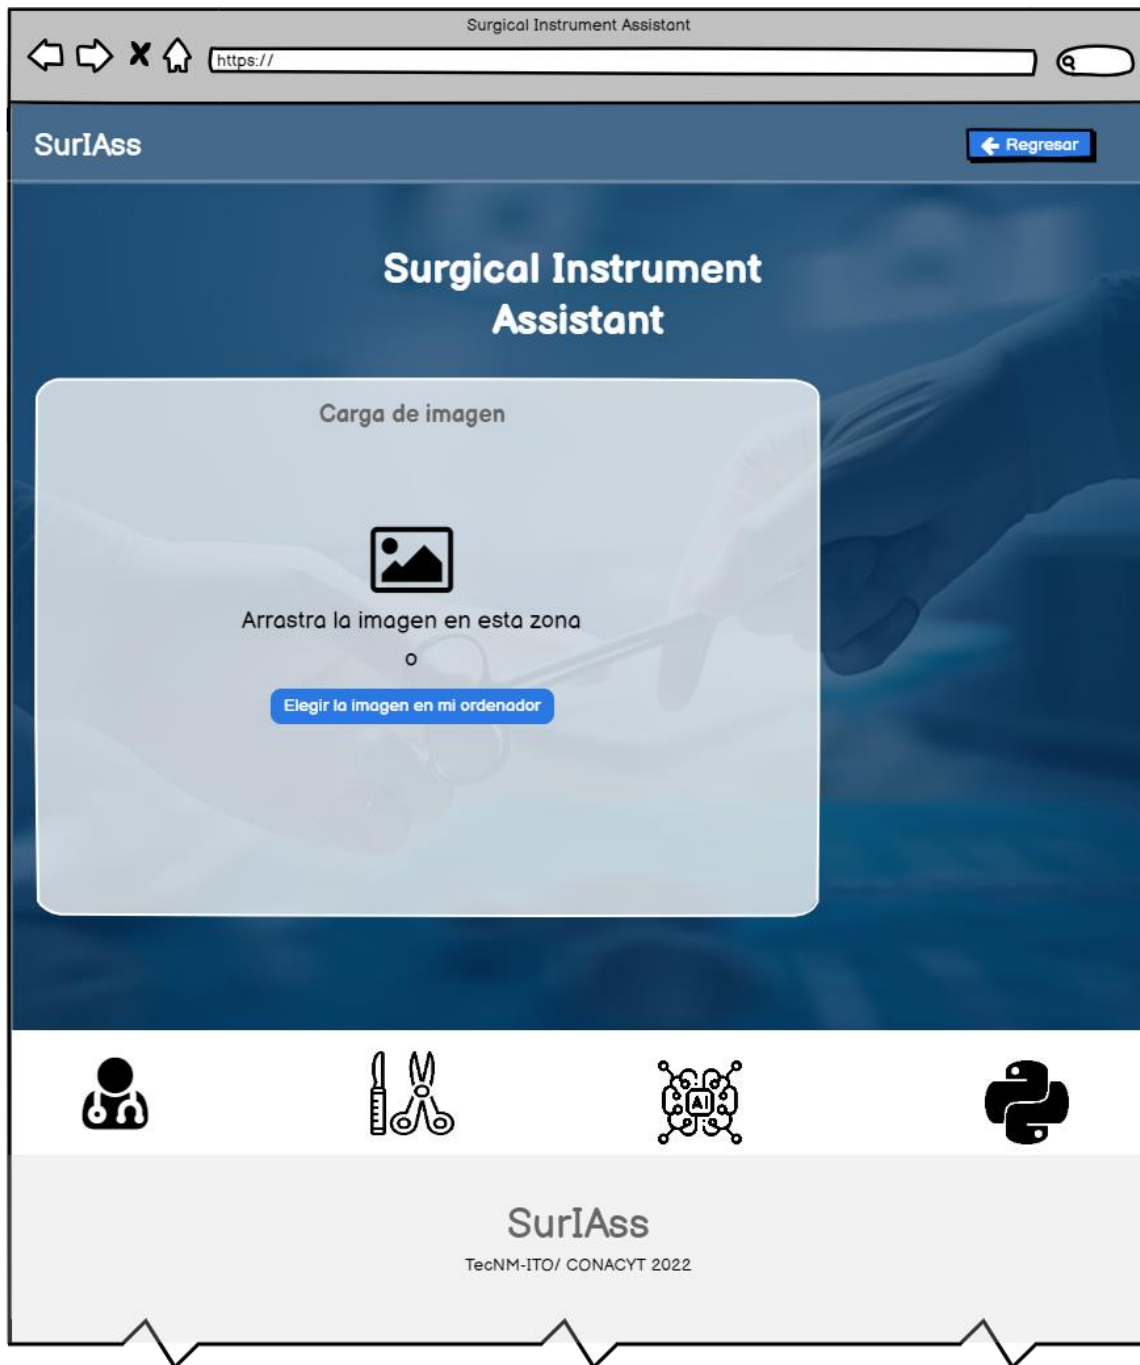 Surgical Instrument Assistant
https://
SurIAss
Regresar
Surgical Instrument
Assistant
Carga de imagen
Arrastra la imagen en esta zona
o
Elegir la imagen en mi ordenador
AI
SurIAss
TecNM-ITO/ CONACYT 2022